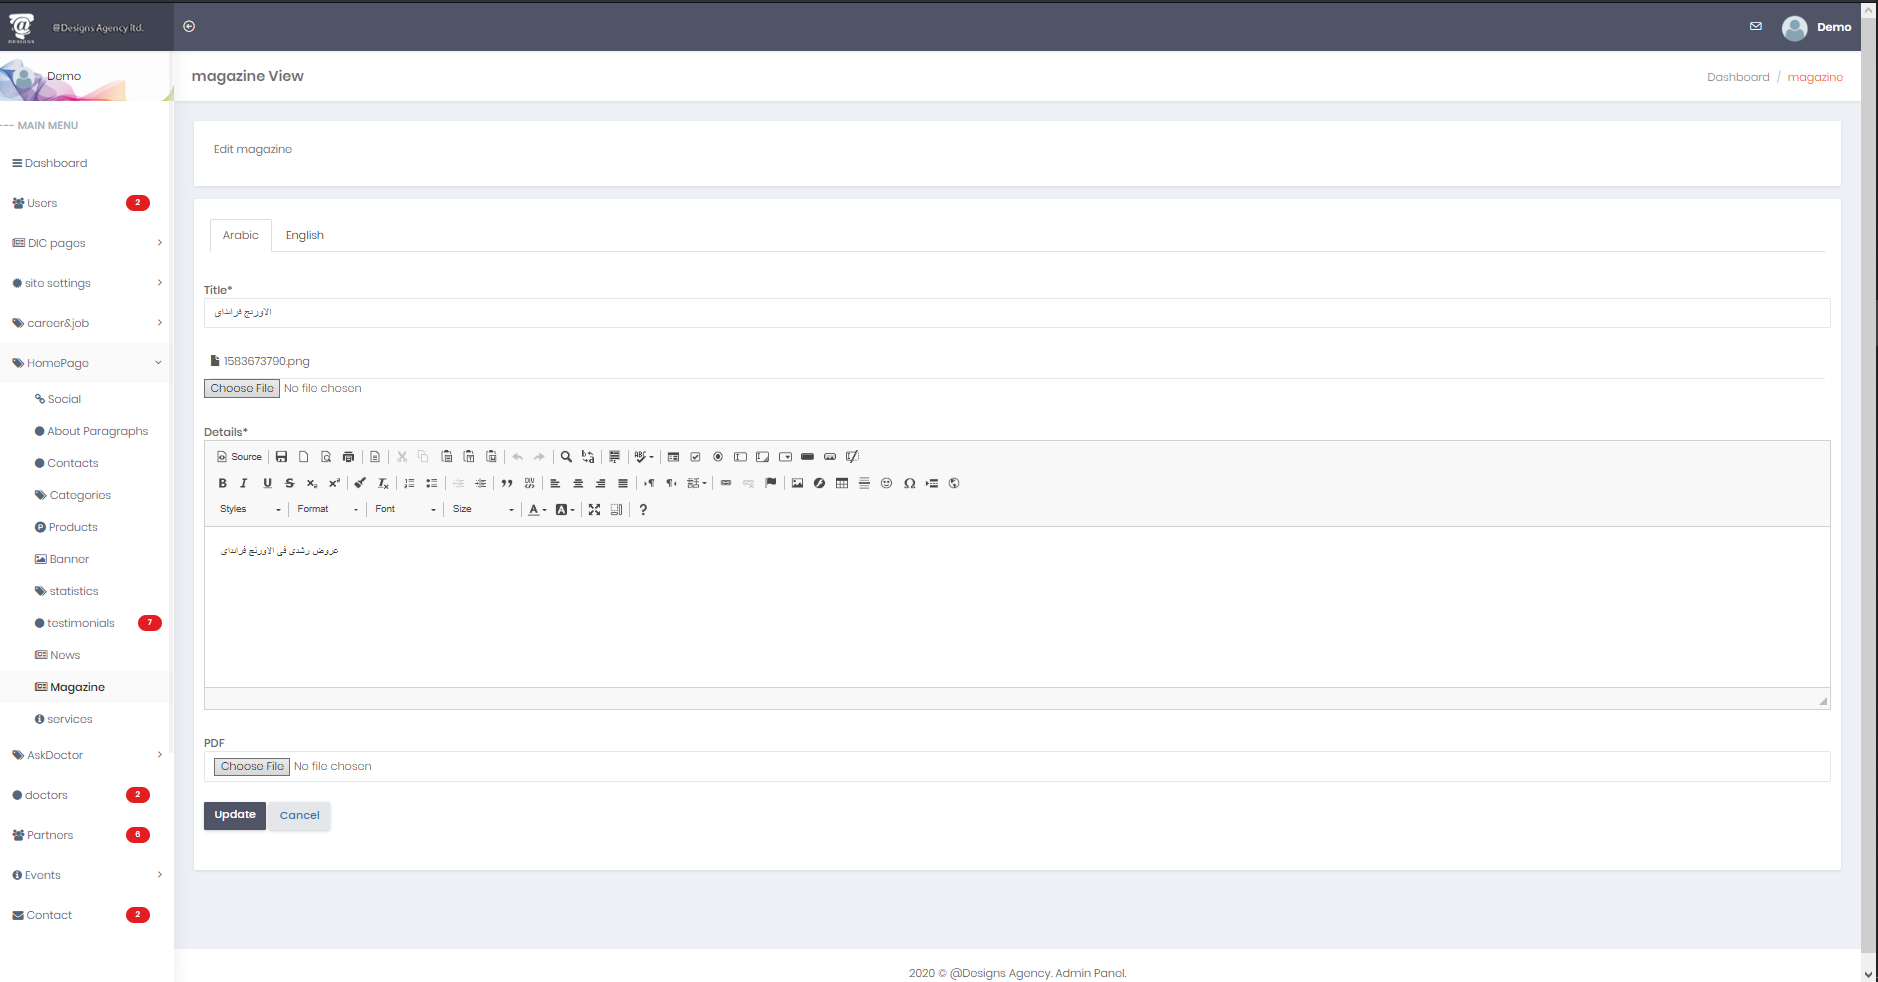 @Designs Agency ltd.
DESIGNS
Demo
Demo
magazine View
Dashboard / magazine
--- MAIN MENU
Dashboard
Users 2
DIC pages
site settings
career&job
HomePage
Social
About Paragraphs
Contacts
Categories
Products
Banner
statistics
testimonials 7
News
Magazine
services
AskDoctor
doctors 2
Partners 6
Events
Contact 2
Edit magazine
Arabic English
Title*
الاورنج فرايداى
1583673790.png
Choose File No file chosen
Details*
Source
Styles Format Font Size
عروض رشدى فى الاورنج فرايداى
PDF
Choose File No file chosen
Update Cancel
2020 © @Designs Agency. Admin Panel.